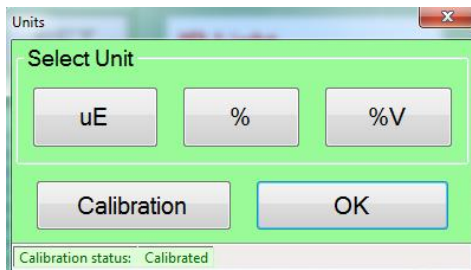 Units
Select Unit
uE % %V
Calibration OK
Calibration status: Calibrated